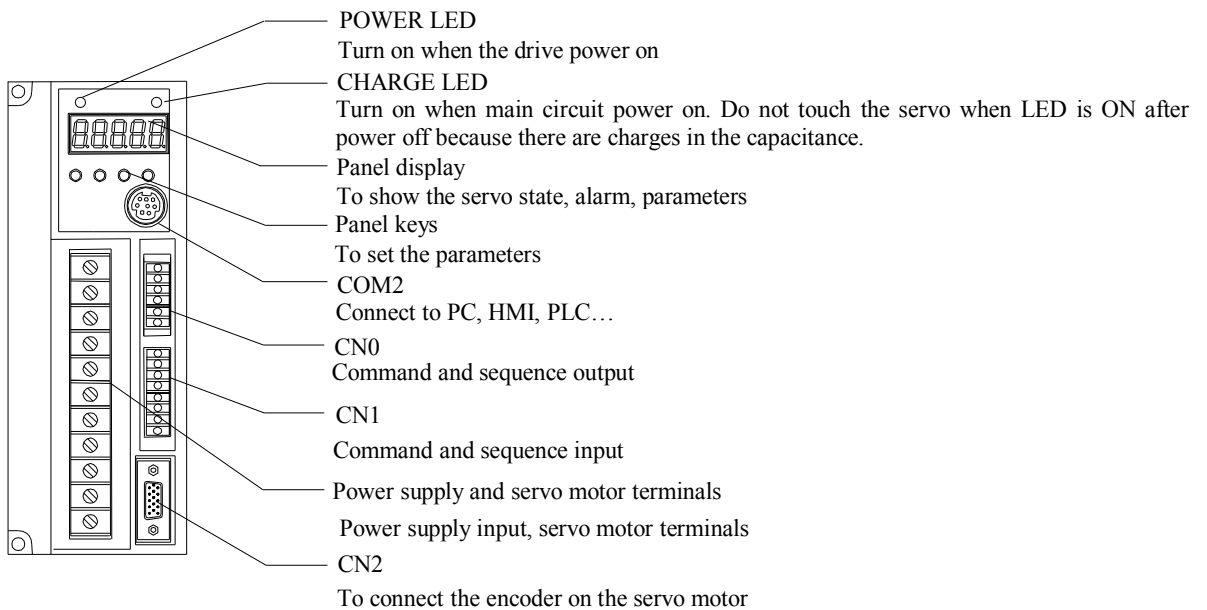 POWER LED
Turn on when the drive power on
CHARGE LED
Turn on when main circuit power on. Do not touch the servo when LED is ON after
power off because there are charges in the capacitance.
Panel display
To show the servo state, alarm, parameters
Panel keys
To set the parameters
COM2
Connect to PC, HMI, PLC…
CN0
Command and sequence output
CN1
Command and sequence input
Power supply and servo motor terminals
Power supply input, servo motor terminals
CN2
To connect the encoder on the servo motor